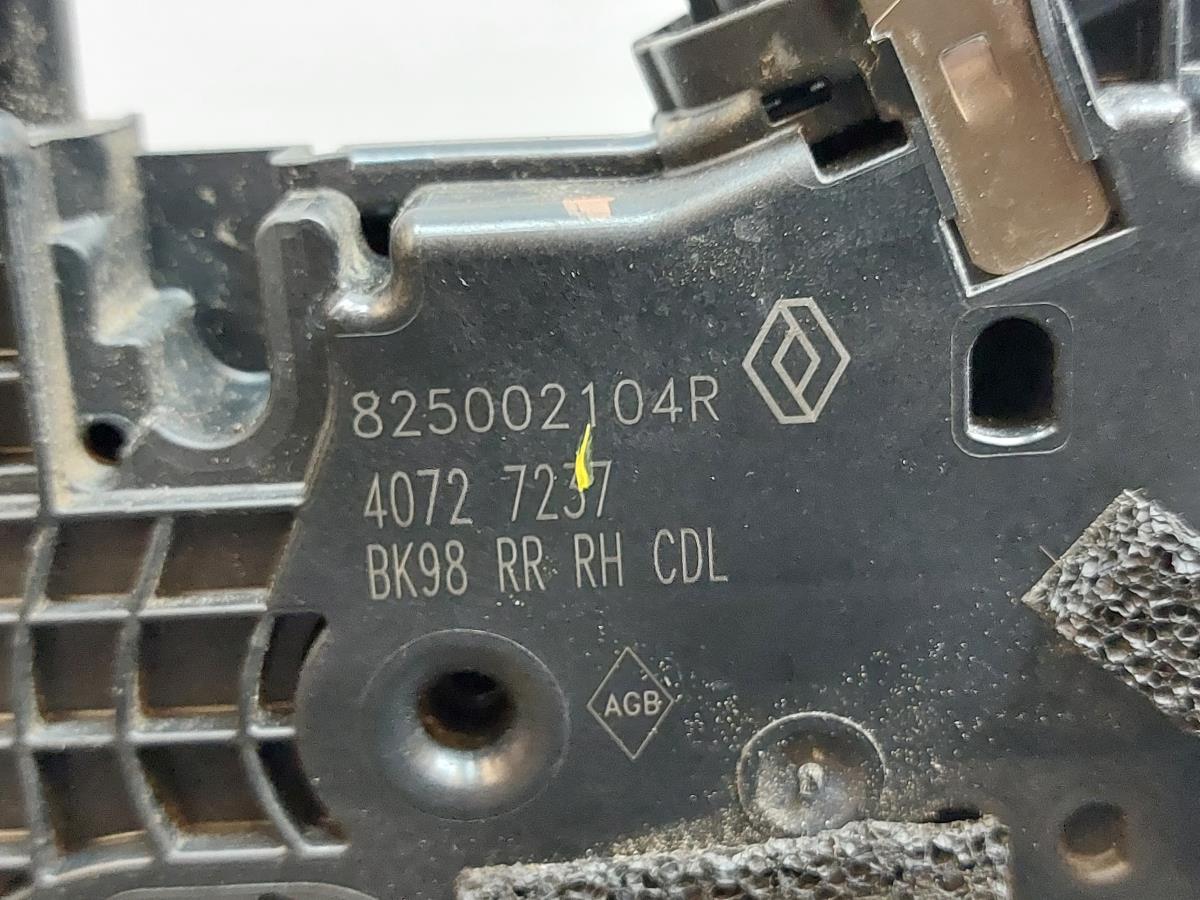 825002104R
4072 7237
BK98 RR RH CDL
AGB